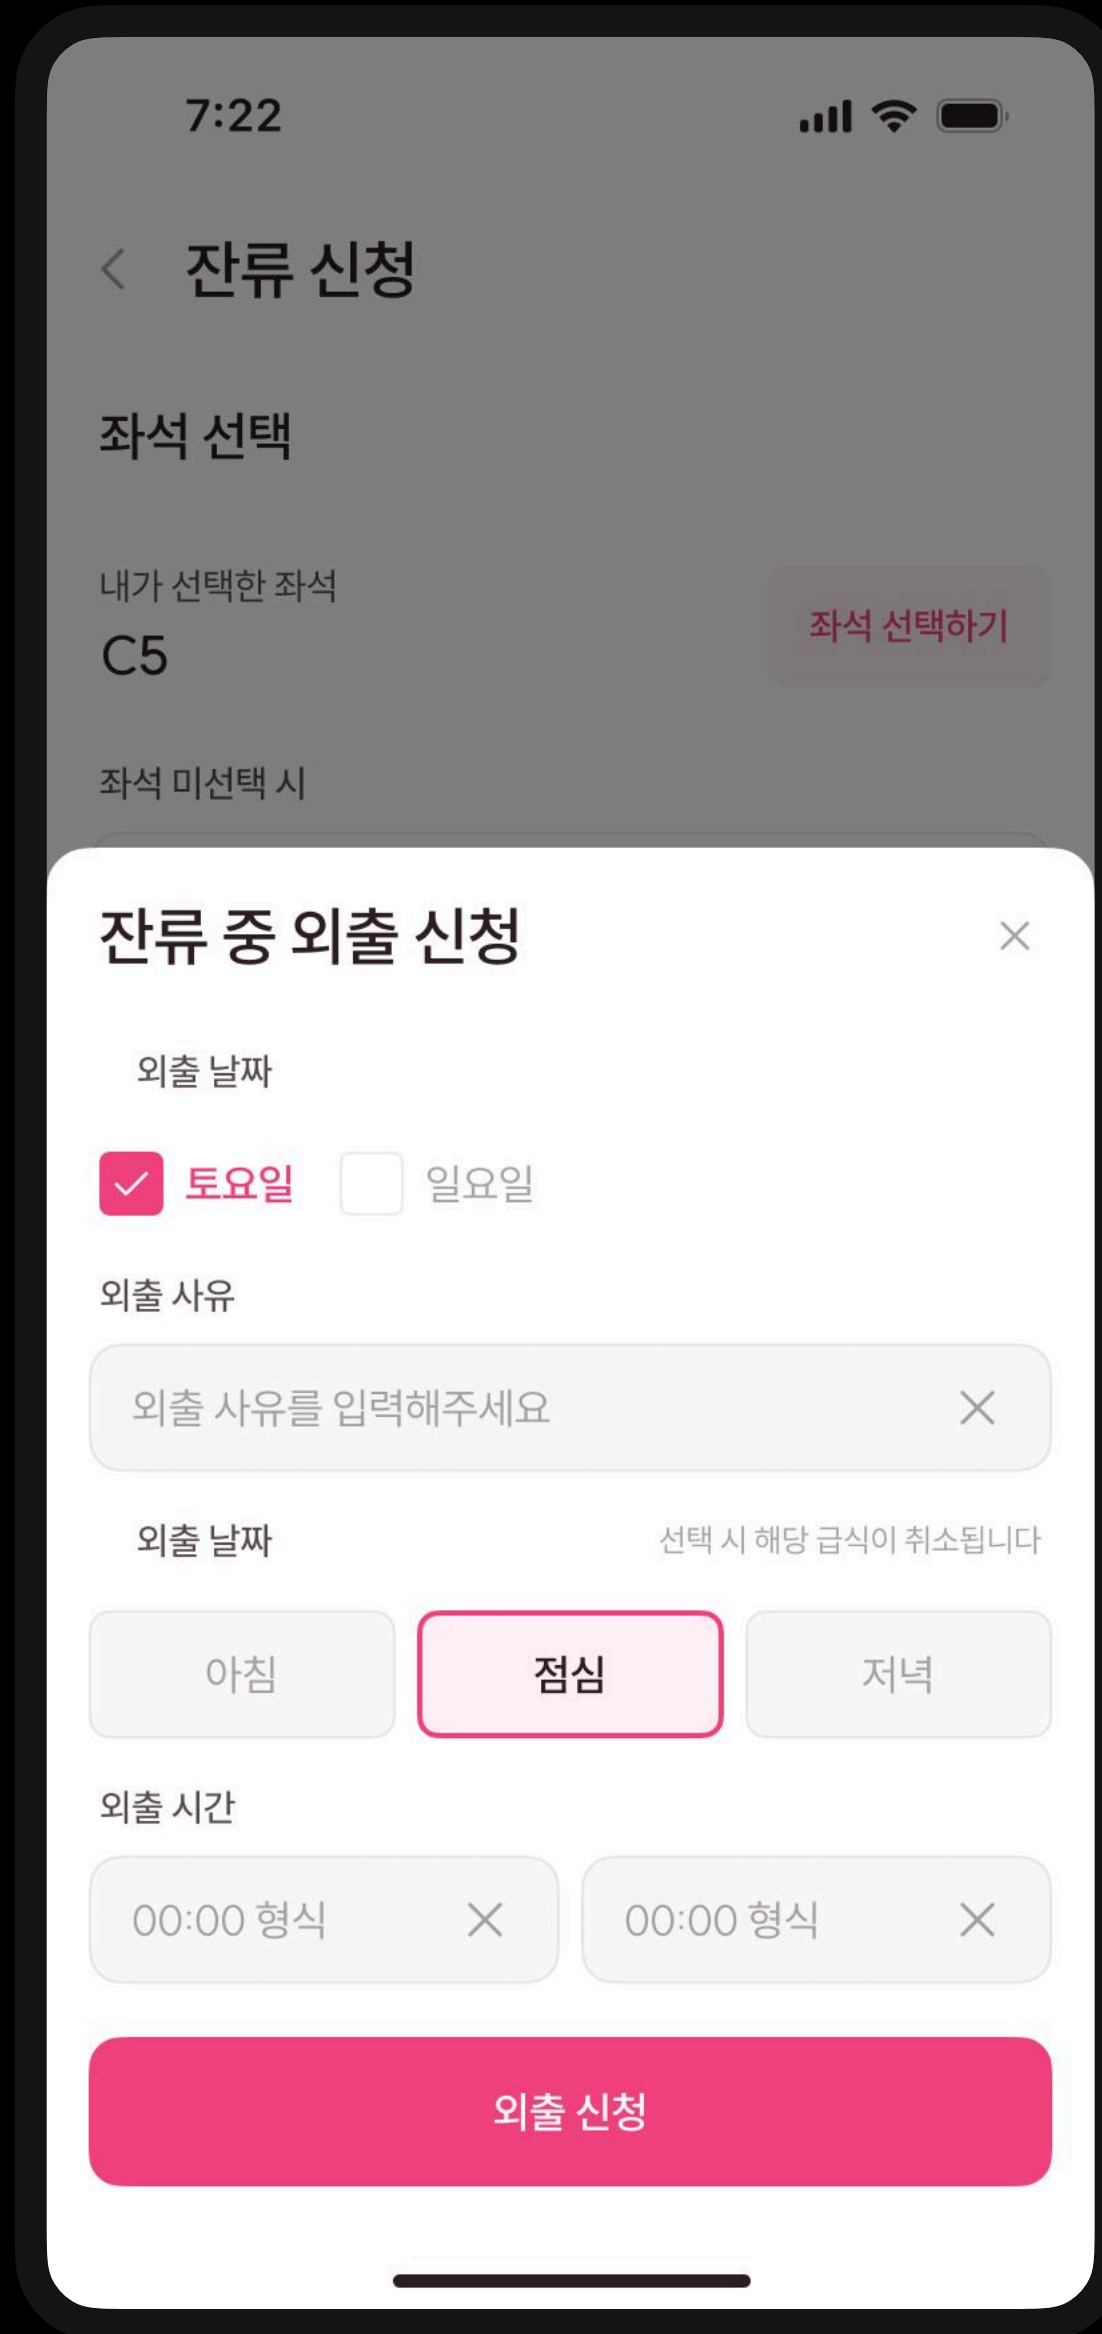 7:22
잔류 신청
좌석 선택
내가 선택한 좌석
C5
좌석 선택하기
좌석 미선택 시
잔류 중 외출 신청
외출 날짜
토요일 일요일
외출 사유
외출 사유를 입력해주세요
외출 날짜 선택 시 해당 급식이 취소됩니다
아침 점심 저녁
외출 시간
00:00 형식 00:00 형식
외출 신청